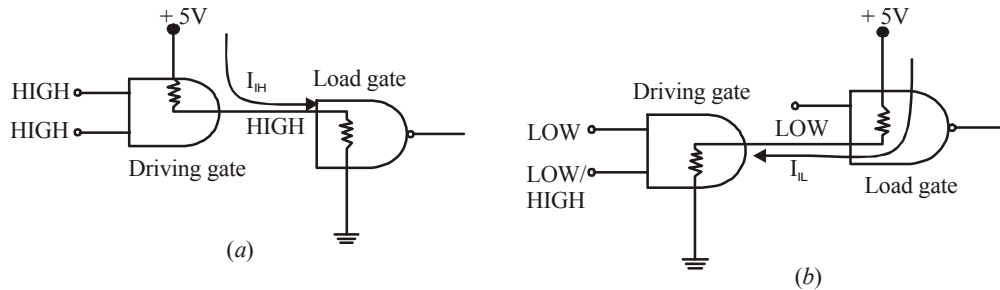 + 5V
HIGH
HIGH
I_IH
HIGH
Load gate
Driving gate
(a)
+ 5V
Driving gate
LOW
LOW
LOW/
HIGH
I_IL
Load gate
(b)